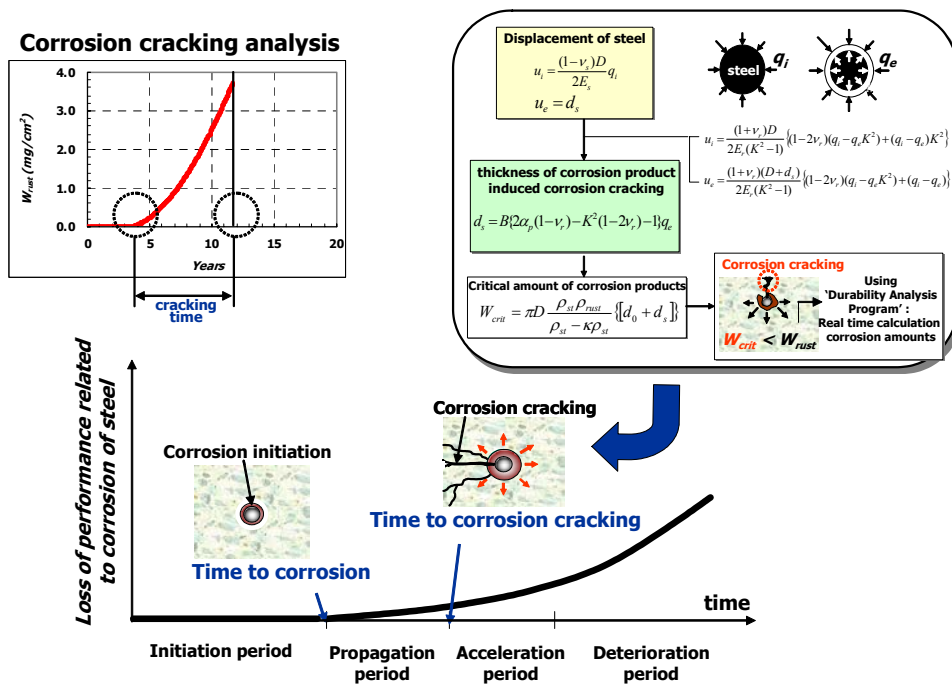 Corrosion cracking analysis
W_rust (mg/cm²)
4.0
3.0
2.0
1.0
0.0
0
5
10
15
20
Years
cracking
time
Displacement of steel
u_i = (1−ν_s)D / 2E_s q_i
u_e = d_s
steel
q_i
q_e
u_i = (1+ν_r)D / 2E_r(K²−1) {(1−2ν_r)(q_i−q_eK²)+(q_i−q_e)K²}
u_e = (1+ν_r)(D+d_s) / 2E_r(K²−1) {(1−2ν_r)(q_i−q_eK²)+(q_i−q_e)}
thickness of corrosion product
induced corrosion cracking
d_s = B{2α_p(1−ν_r)−K²(1−2ν_r)−1}q_e
Critical amount of corrosion products
W_crit = πD ρ_st ρ_rust / ρ_st − κρ_st {[d_0 + d_s]}
Corrosion cracking
W_crit < W_rust
Using
'Durability Analysis
Program' :
Real time calculation
corrosion amounts
Loss of performance related
to corrosion of steel
Corrosion initiation
Time to corrosion
Corrosion cracking
Time to corrosion cracking
time
Initiation period
Propagation
period
Acceleration
period
Deterioration
period